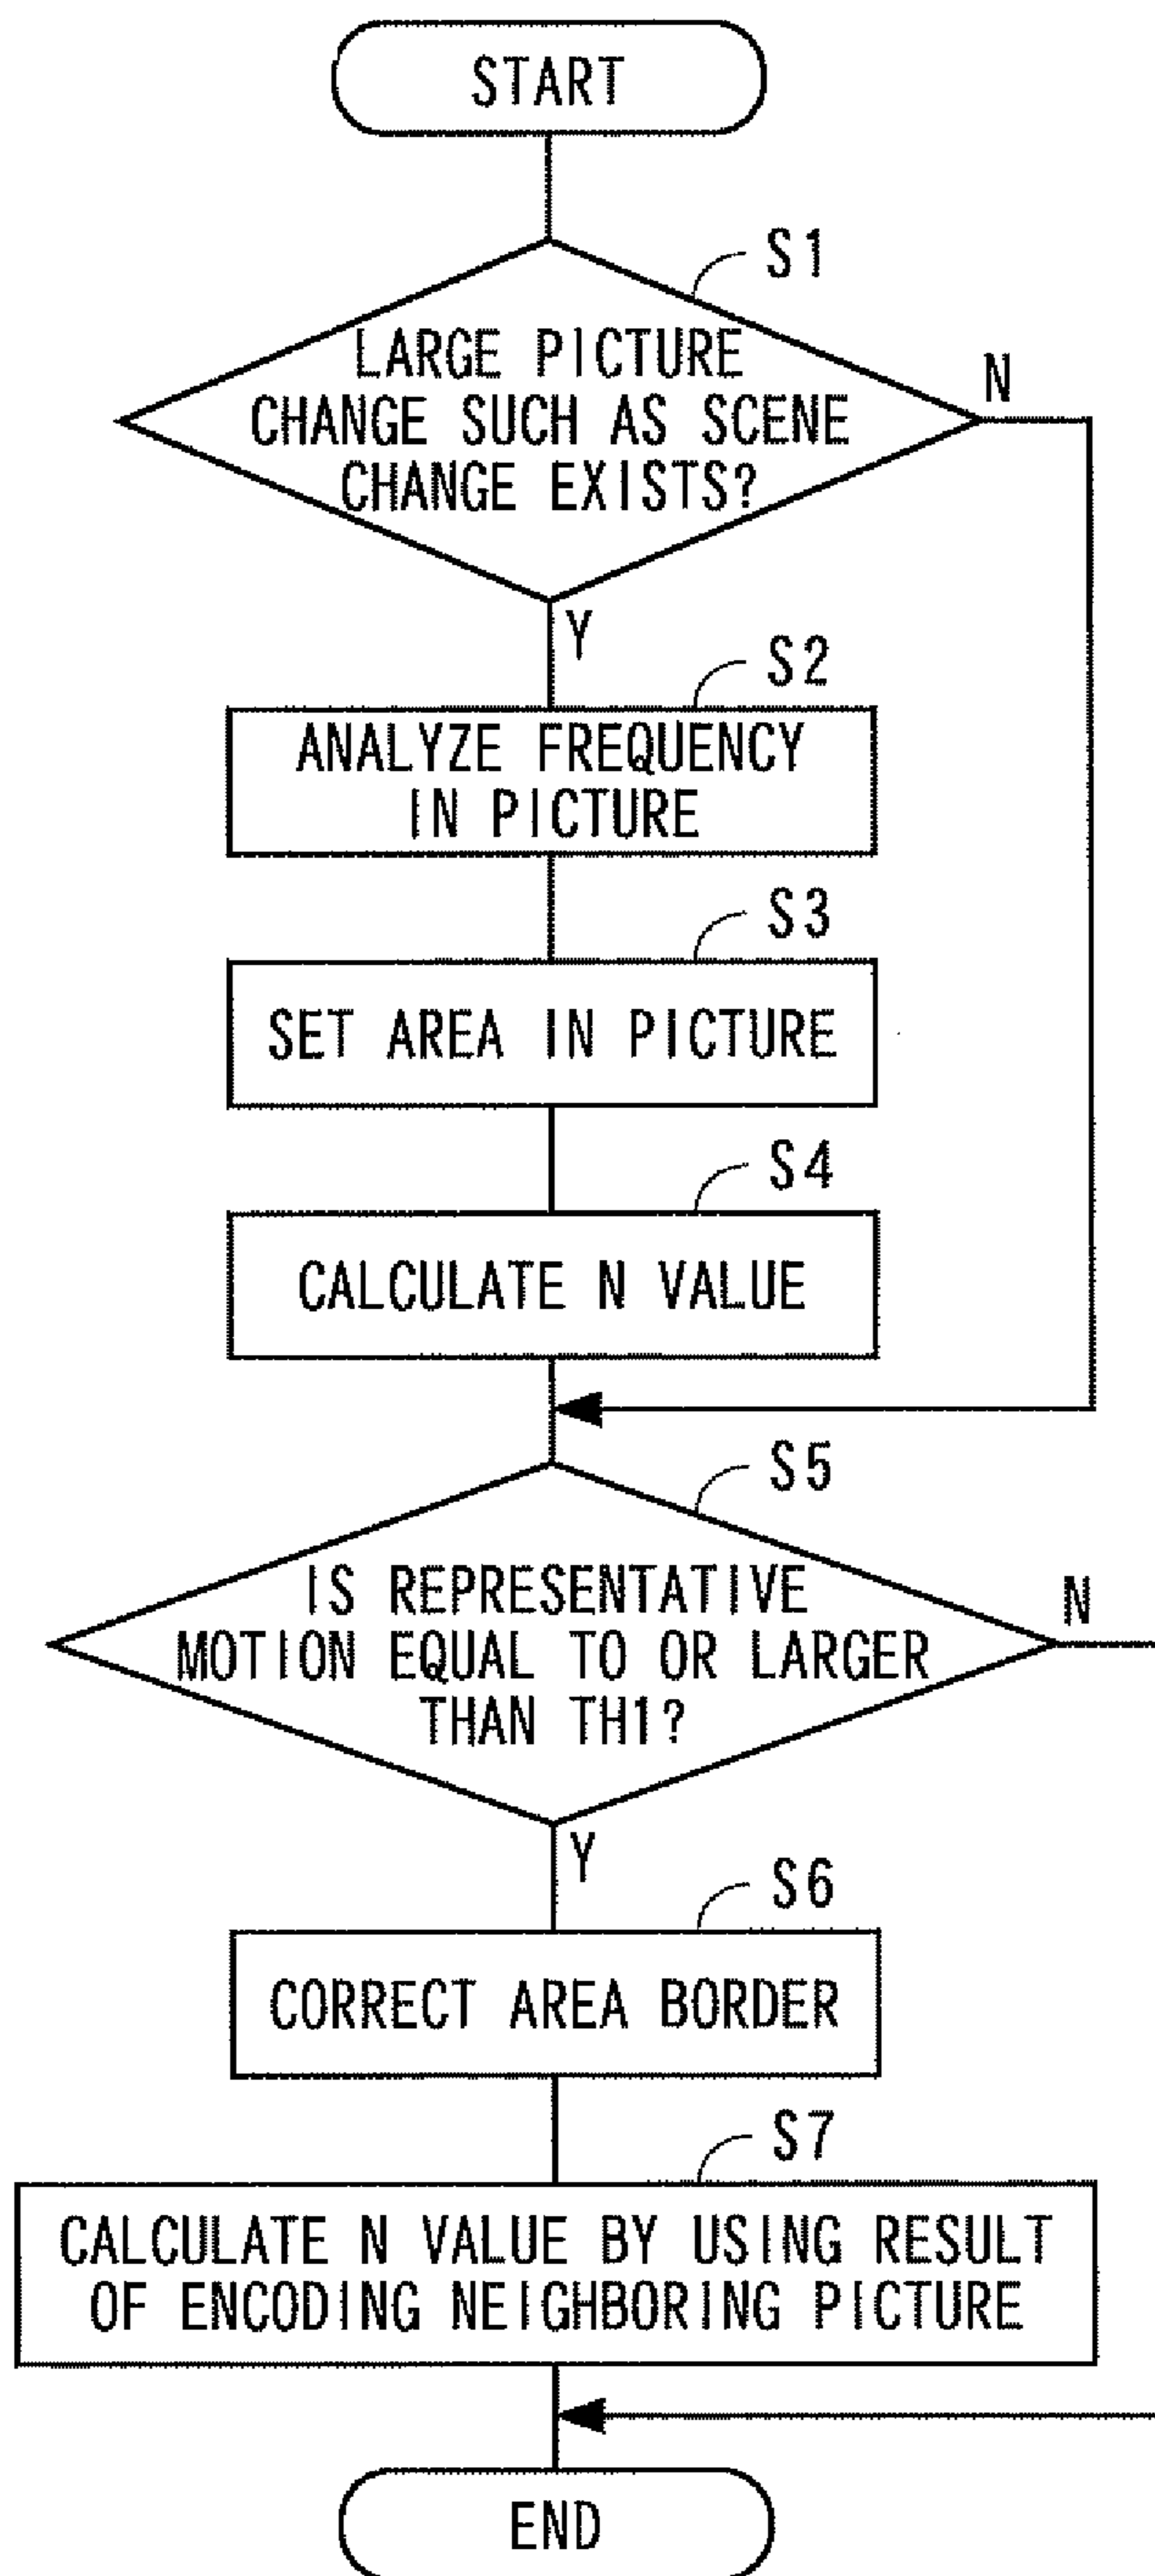 START
S1
LARGE PICTURE
CHANGE SUCH AS SCENE
CHANGE EXISTS?
N
Y
S2
ANALYZE FREQUENCY
IN PICTURE
S3
SET AREA IN PICTURE
S4
CALCULATE N VALUE
S5
IS REPRESENTATIVE
MOTION EQUAL TO OR LARGER
THAN TH1?
N
Y
S6
CORRECT AREA BORDER
S7
CALCULATE N VALUE BY USING RESULT
OF ENCODING NEIGHBORING PICTURE
END